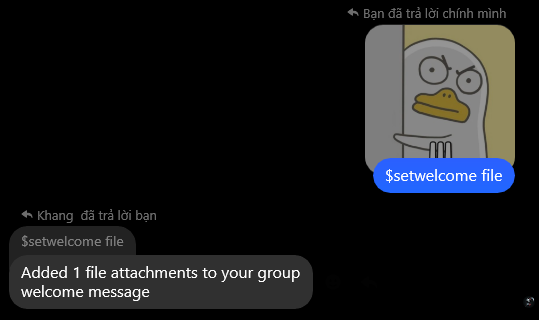 Bạn đã trả lời chính mình
$setwelcome file
Khang đã trả lời bạn
$setwelcome file
Added 1 file attachments to your group
welcome message